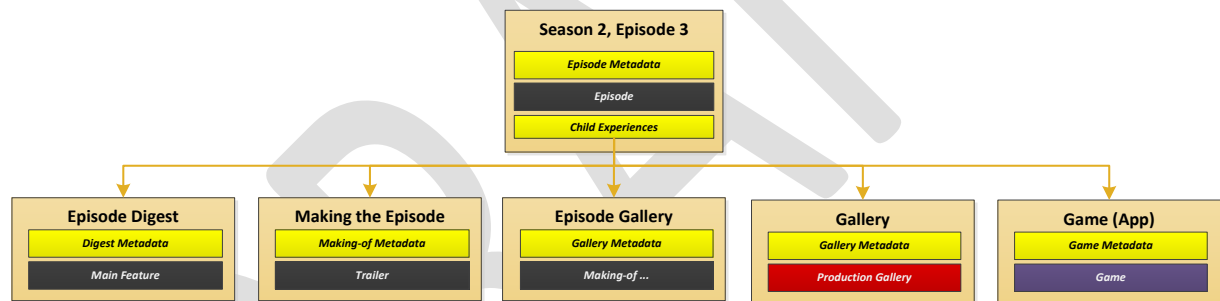 Season 2, Episode 3
Episode Metadata
Episode
Child Experiences
Episode Digest
Digest Metadata
Main Feature
Making the Episode
Making-of Metadata
Trailer
Episode Gallery
Gallery Metadata
Making-of ...
Gallery
Gallery Metadata
Production Gallery
Game (App)
Game Metadata
Game